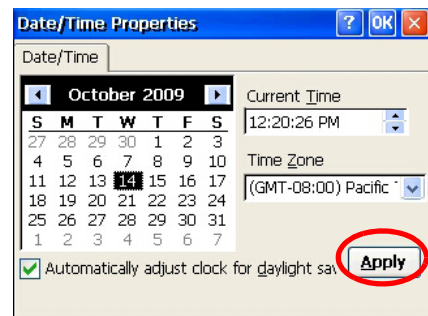 Date/Time Properties ? OK ×
Date/Time
October 2009
S M T W T F S
27 28 29 30 1 2 3
4 5 6 7 8 9 10
11 12 13 14 15 16 17
18 19 20 21 22 23 24
25 26 27 28 29 30 31
1 2 3 4 5 6 7
Current Time
12:20:26 PM
Time Zone
(GMT-08:00) Pacific
Automatically adjust clock for daylight sav
Apply